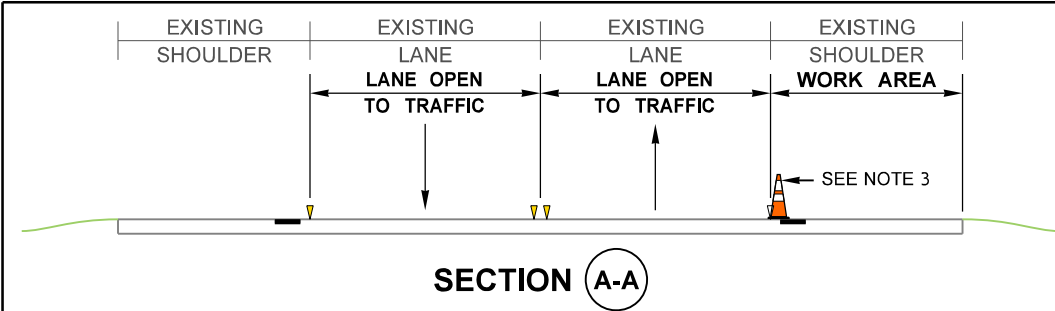 EXISTING EXISTING EXISTING EXISTING
SHOULDER LANE LANE SHOULDER
LANE OPEN LANE OPEN WORK AREA
TO TRAFFIC TO TRAFFIC
SEE NOTE 3
SECTION A-A